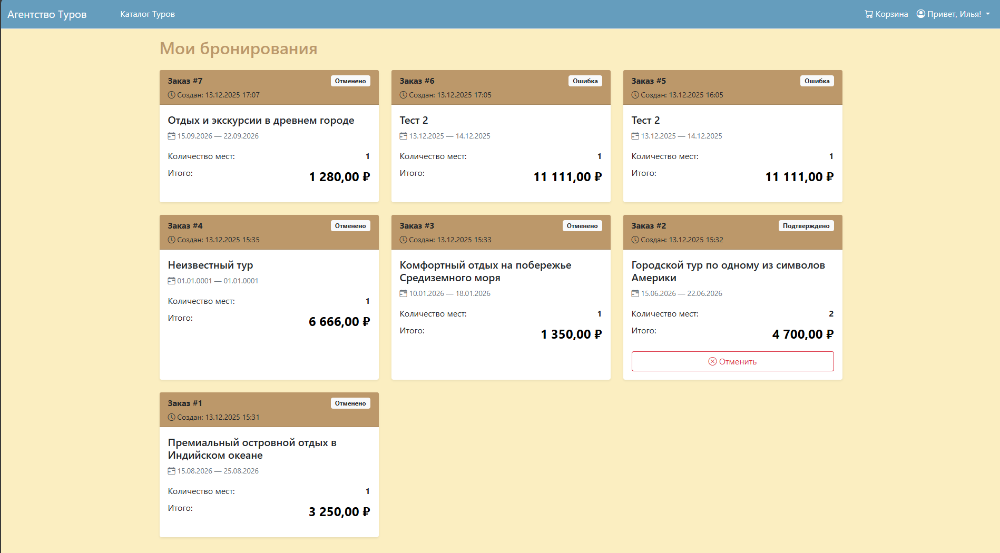 Агентство Туров
Каталог Туров
Корзина
Привет, Илья!
Мои бронирования
Заказ #7
Отменено
Создан: 13.12.2025 17:07
Отдых и экскурсии в древнем городе
15.09.2026 — 22.09.2026
Количество мест: 1
Итого: 1 280,00 ₽
Заказ #6
Ошибка
Создан: 13.12.2025 17:05
Тест 2
13.12.2025 — 14.12.2025
Количество мест: 1
Итого: 11 111,00 ₽
Заказ #5
Ошибка
Создан: 13.12.2025 16:05
Тест 2
13.12.2025 — 14.12.2025
Количество мест: 1
Итого: 11 111,00 ₽
Заказ #4
Отменено
Создан: 13.12.2025 15:35
Неизвестный тур
01.01.0001 — 01.01.0001
Количество мест: 1
Итого: 6 666,00 ₽
Заказ #3
Отменено
Создан: 13.12.2025 15:33
Комфортный отдых на побережье
Средиземного моря
10.01.2026 — 18.01.2026
Количество мест: 1
Итого: 1 350,00 ₽
Заказ #2
Подтверждено
Создан: 13.12.2025 15:32
Городской тур по одному из символов
Америки
15.06.2026 — 22.06.2026
Количество мест: 2
Итого: 4 700,00 ₽
Отменить
Заказ #1
Отменено
Создан: 13.12.2025 15:31
Премиальный островной отдых в
Индийском океане
15.08.2026 — 25.08.2026
Количество мест: 1
Итого: 3 250,00 ₽